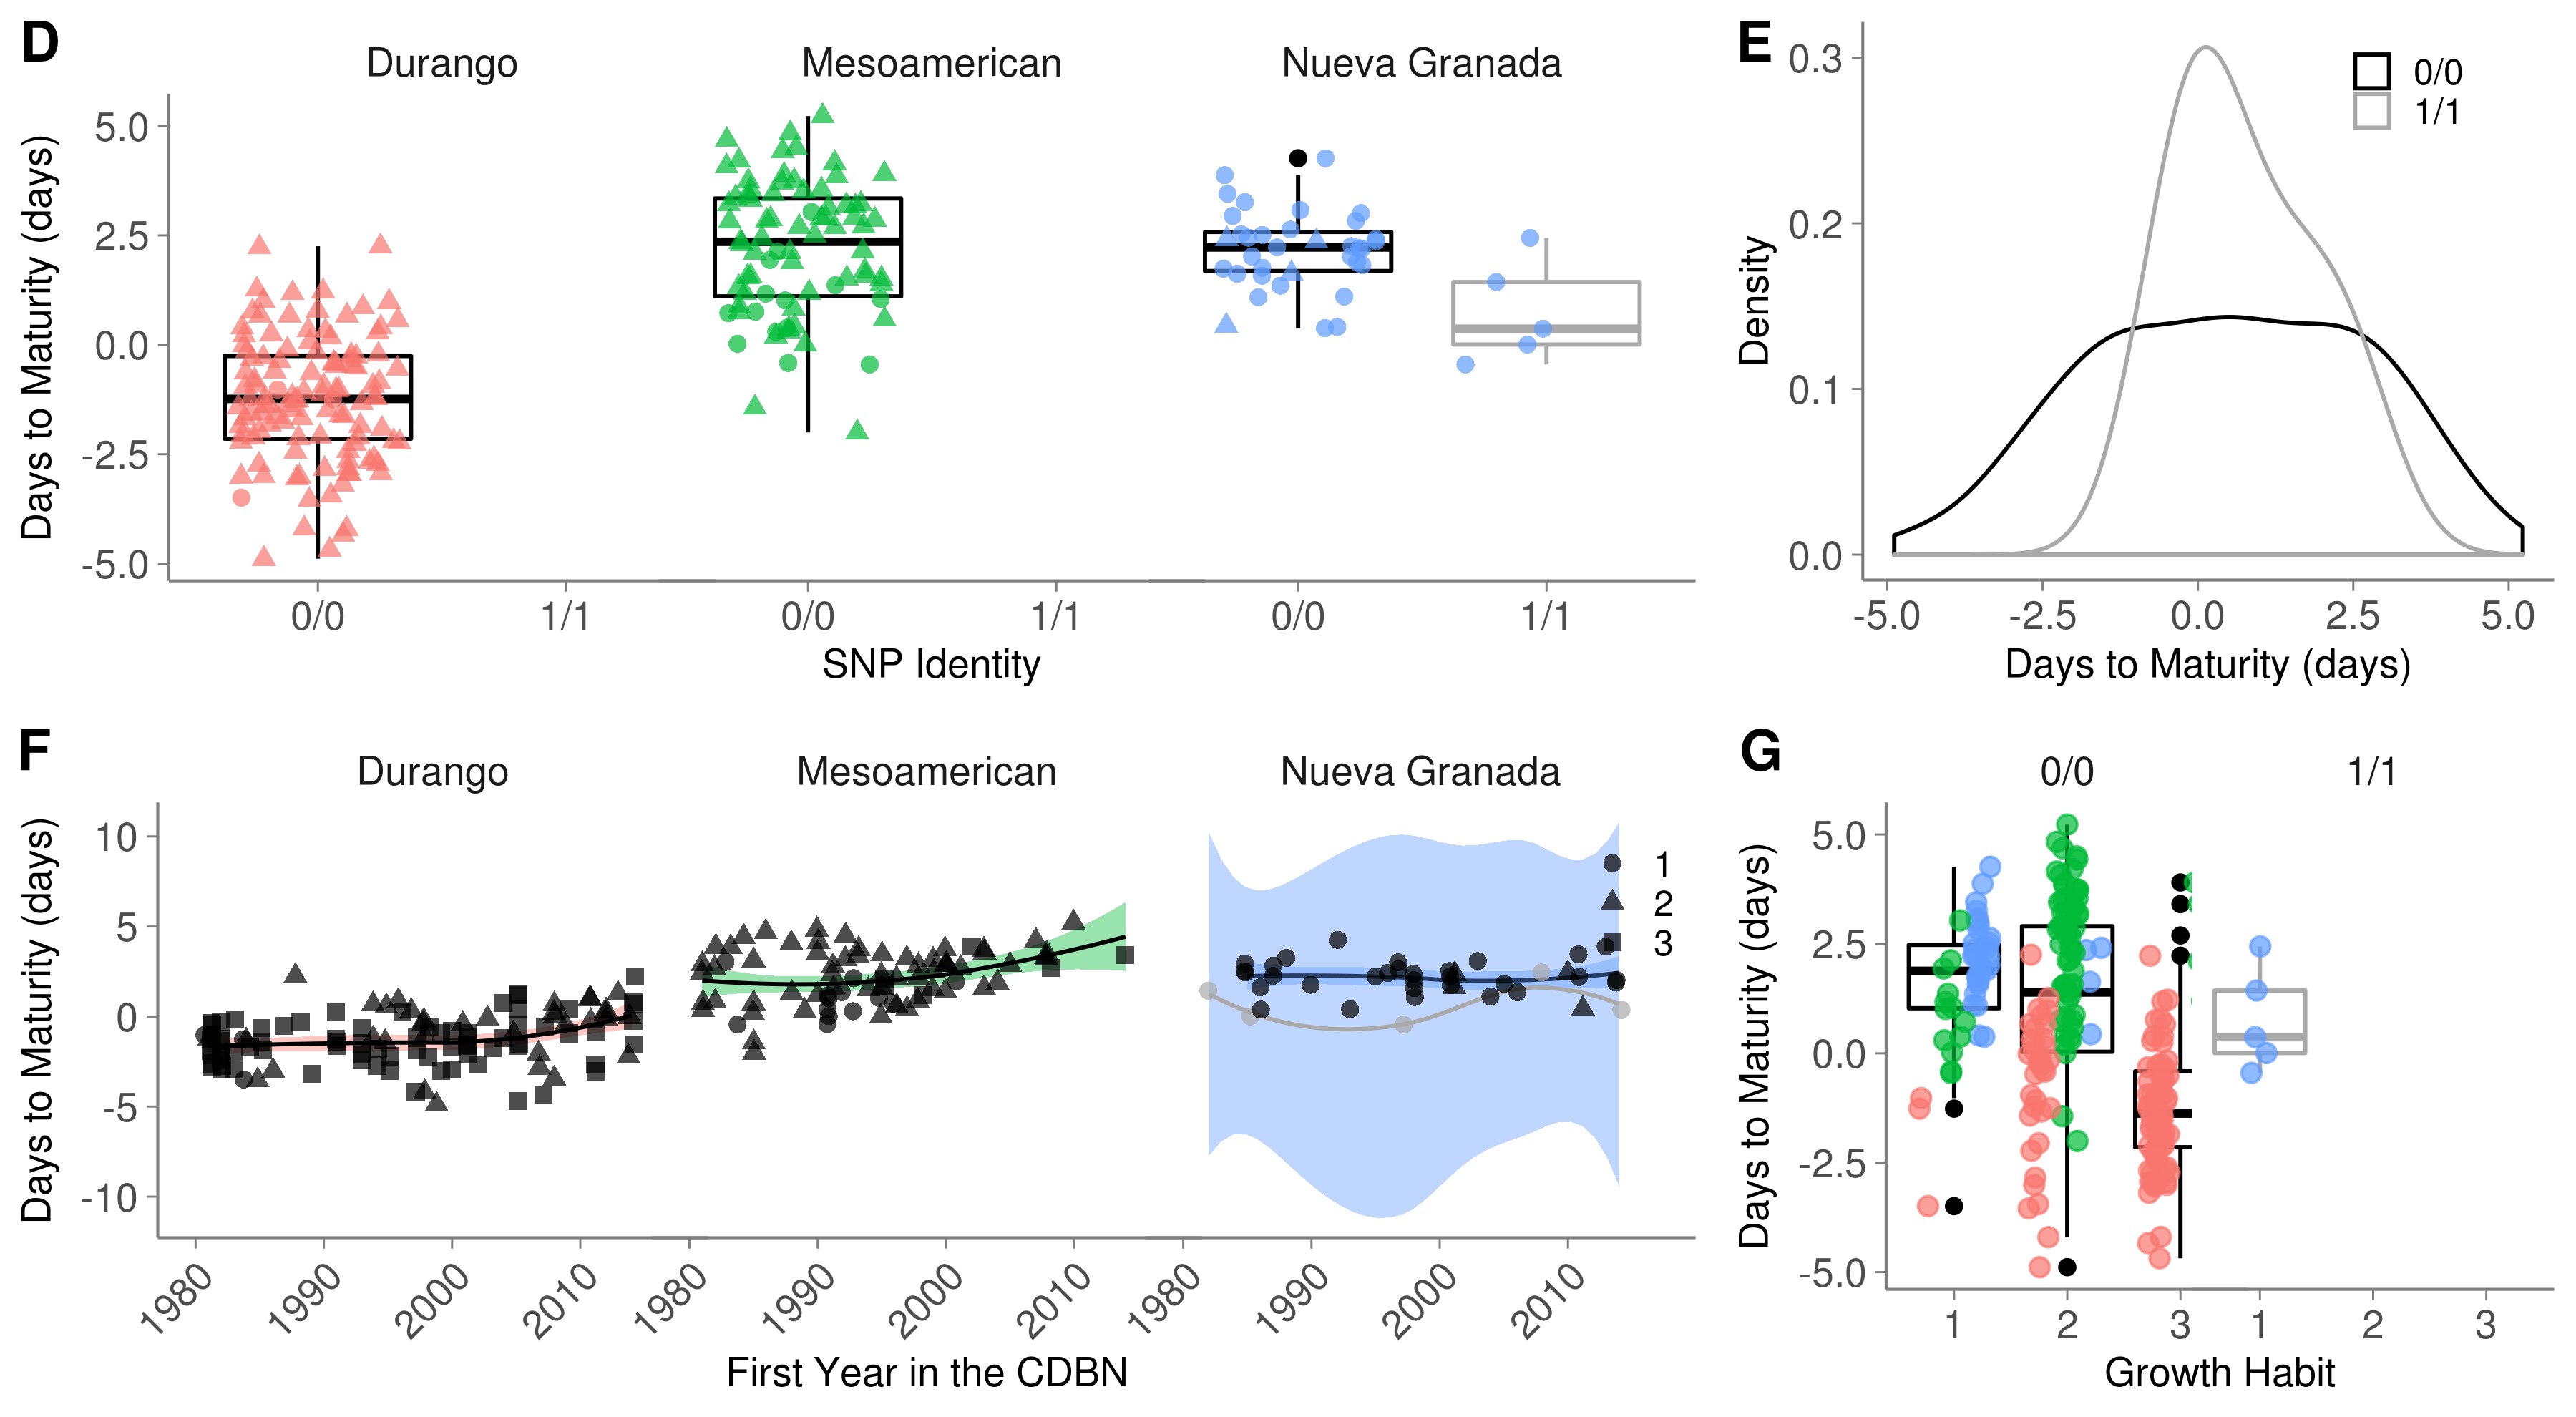 D
Durango Mesoamerican Nueva Granada
Days to Maturity (days)
5.0
2.5
0.0
-2.5
-5.0
0/0 1/1 0/0 1/1 0/0 1/1
SNP Identity
E
0/0
1/1
Density
0.3
0.2
0.1
0.0
-5.0 -2.5 0.0 2.5 5.0
Days to Maturity (days)
F
Durango Mesoamerican Nueva Granada
Days to Maturity (days)
10
5
0
-5
-10
1
2
3
1980 1990 2000 2010 1980 1990 2000 2010 1980 1990 2000 2010
First Year in the CDBN
G
0/0 1/1
Days to Maturity (days)
5.0
2.5
0.0
-2.5
-5.0
1 2 3 1 2 3
Growth Habit